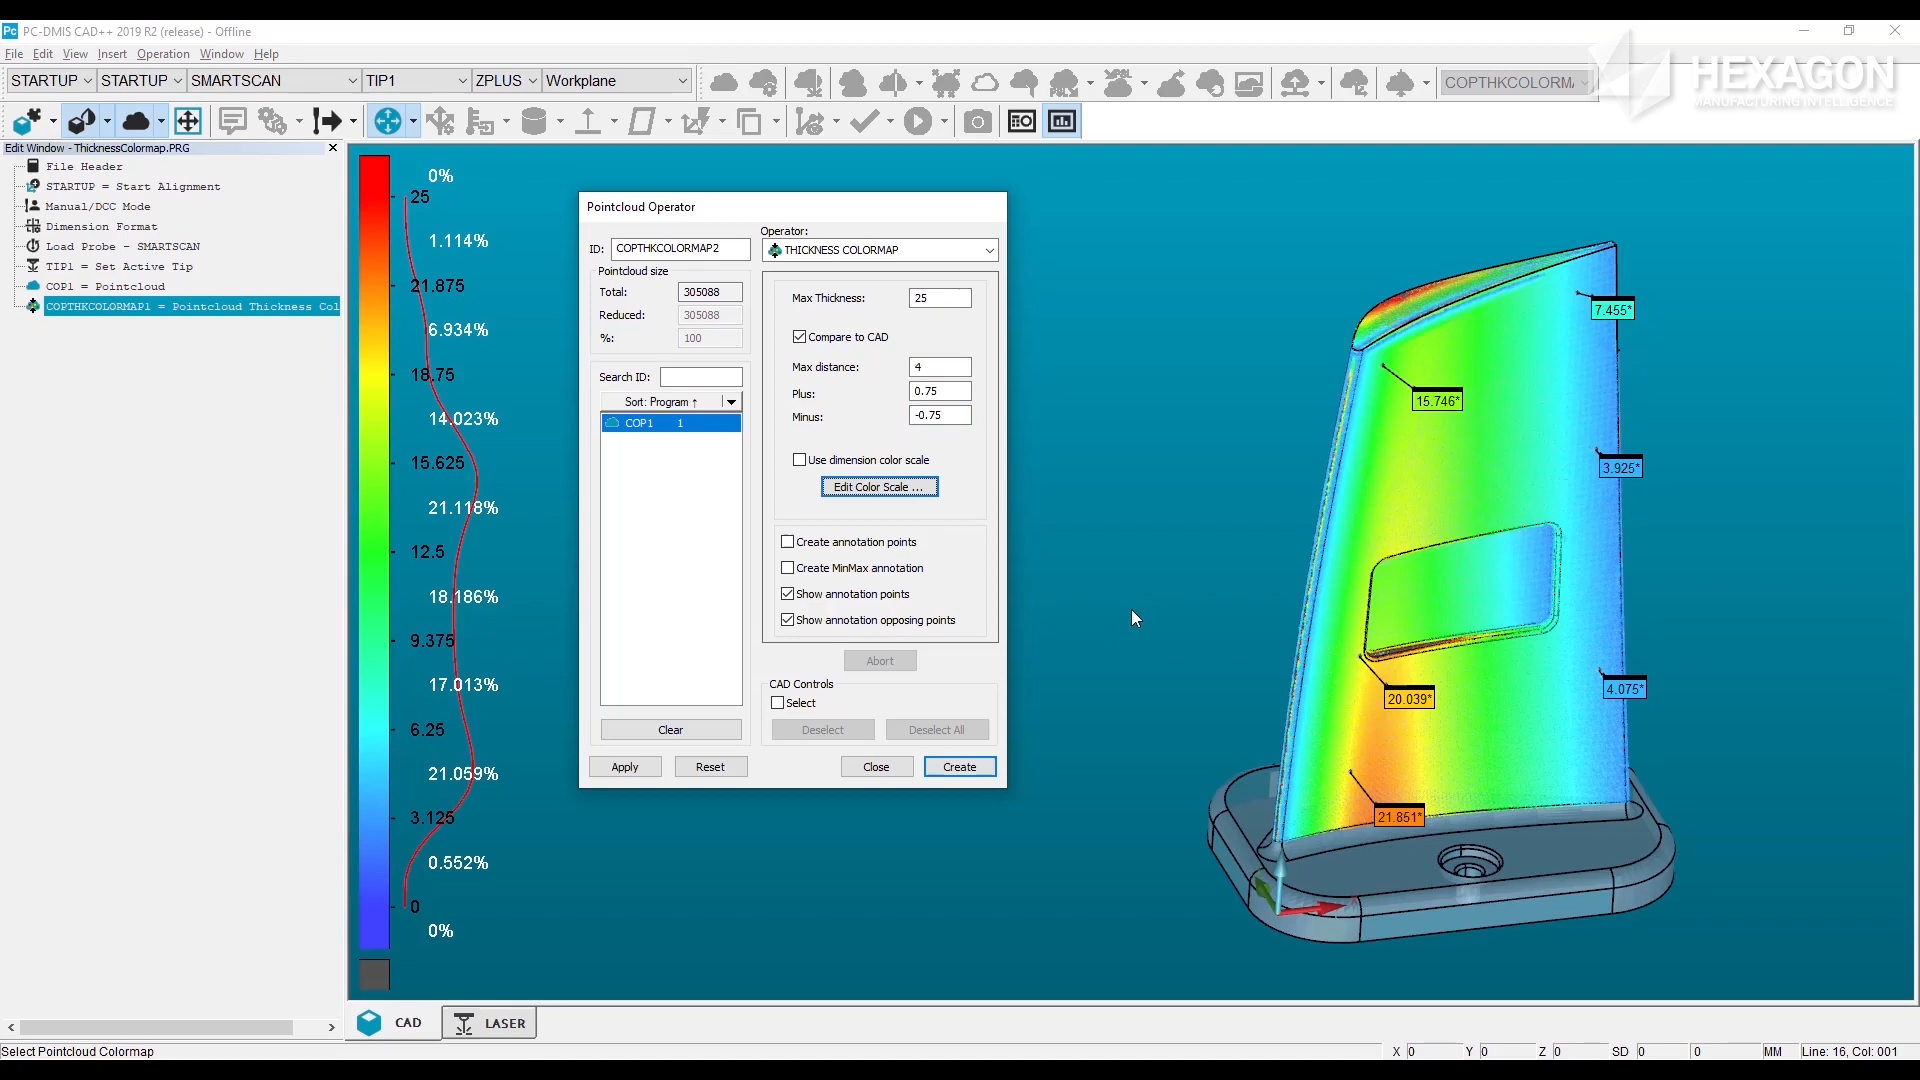 PC-DMIS CAD++ 2019 R2 (release) - Offline
File Edit View Insert Operation Window Help
STARTUP STARTUP SMARTSCAN TIP1 ZPLUS Workplane COPTHKCOLORM
HEXAGON
MANUFACTURING INTELLIGENCE
Edit Window - ThicknessColormap.PRG
File Header
STARTUP = Start Alignment
Manual/DCC Mode
Dimension Format
Load Probe - SMARTSCAN
TIP1 = Set Active Tip
COP1 = Pointcloud
COPTHKCOLORMAP1 = Pointcloud Thickness Col
0%
25
1.114%
21.875
6.934%
18.75
14.023%
15.625
21.118%
12.5
18.186%
9.375
17.013%
6.25
21.059%
3.125
0.552%
0
0%
Pointcloud Operator
ID: COPTHKCOLORMAP2
Operator:
THICKNESS COLORMAP
Pointcloud size
Total: 305088
Reduced: 305088
%: 100
Search ID:
Sort: Program ↑
COP1 1
Clear
Max Thickness: 25
Compare to CAD
Max distance: 4
Plus: 0.75
Minus: -0.75
Use dimension color scale
Edit Color Scale ...
Create annotation points
Create MinMax annotation
Show annotation points
Show annotation opposing points
Abort
CAD Controls
Select
Deselect Deselect All
Apply Reset Close Create
7.455*
15.746*
3.925*
4.075*
20.039*
21.851*
CAD LASER
Select Pointcloud Colormap
X 0 Y 0 Z 0 SD 0 0 MM Line: 16, Col: 001